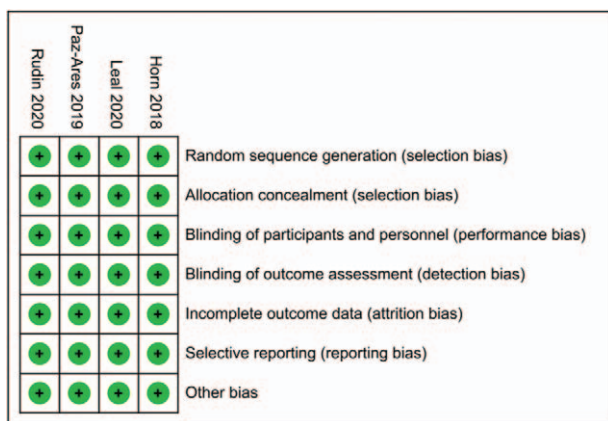 Rudin 2020
Paz-Ares 2019
Leal 2020
Horn 2018
+ + + + Random sequence generation (selection bias)
+ + + + Allocation concealment (selection bias)
+ + + + Blinding of participants and personnel (performance bias)
+ + + + Blinding of outcome assessment (detection bias)
+ + + + Incomplete outcome data (attrition bias)
+ + + + Selective reporting (reporting bias)
+ + + + Other bias